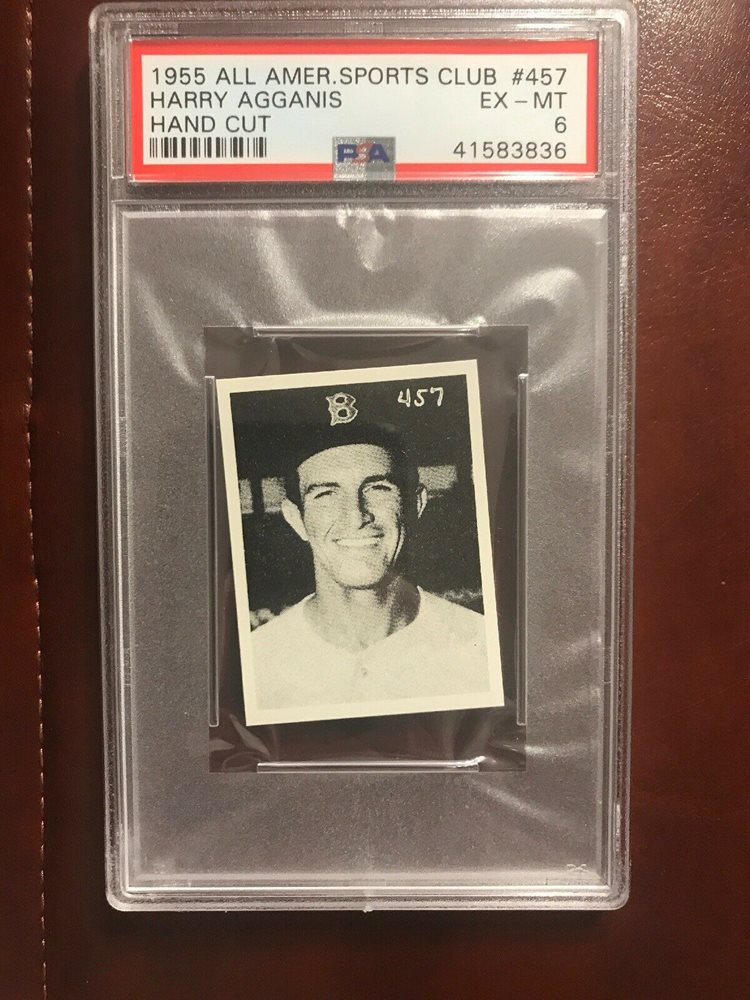 1955 ALL AMER.SPORTS CLUB #457
HARRY AGGANIS EX-MT
HAND CUT 6
PSA 41583836
B 457